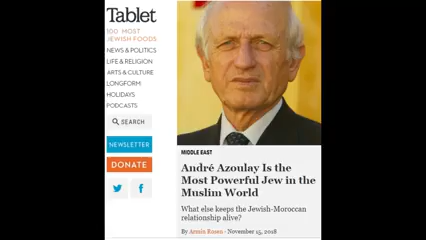 Tablet
100 MOST
JEWISH FOODS
NEWS & POLITICS
LIFE & RELIGION
ARTS & CULTURE
LONGFORM
HOLIDAYS
PODCASTS
SEARCH
NEWSLETTER
DONATE
MIDDLE EAST
André Azoulay Is the
Most Powerful Jew in the
Muslim World
What else keeps the Jewish-Moroccan
relationship alive?
By Armin Rosen · November 15, 2018